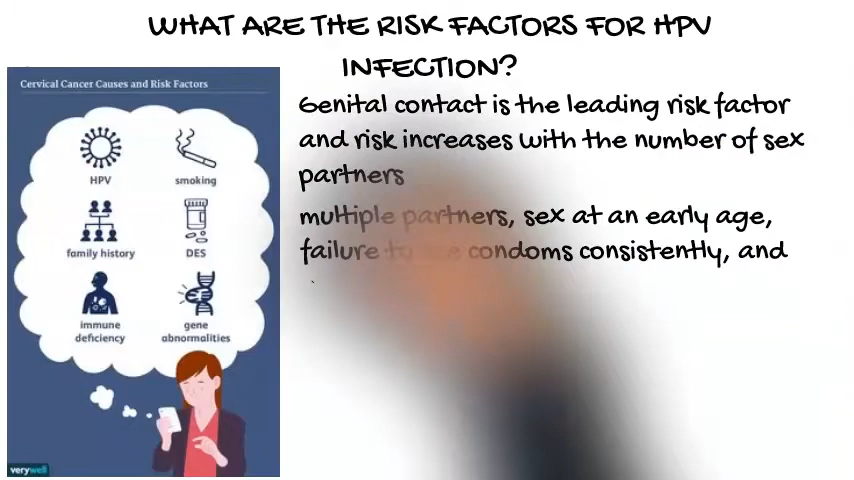 WHAT ARE THE RISK FACTORS FOR HPV
INFECTION?
Cervical Cancer Causes and Risk Factors
HPV
smoking
family history
DES
immune
deficiency
gene
abnormalities
verywell
Genital contact is the leading risk factor
and risk increases with the number of sex
partners
multiple partners, sex at an early age,
failure to use condoms consistently, and